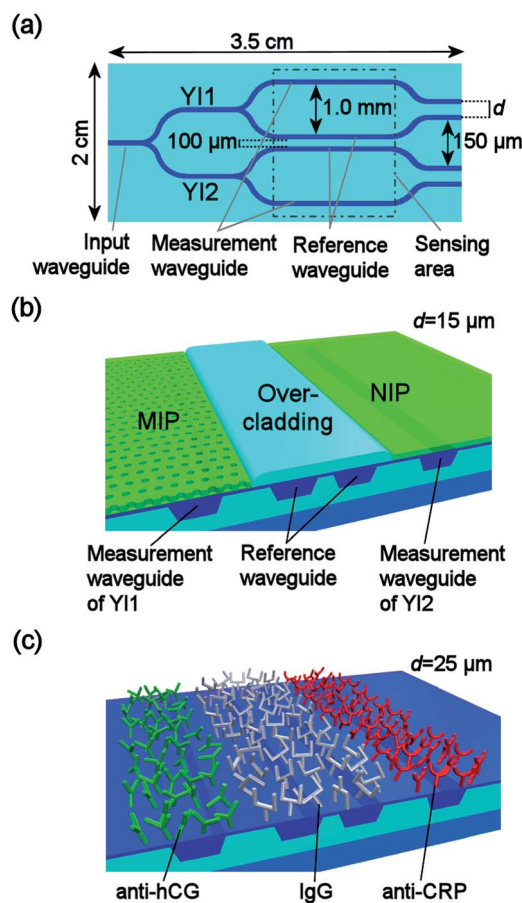 (a)
3.5 cm
2 cm
YI1
YI2
100 µm
1.0 mm
d
150 µm
Input
waveguide
Measurement
waveguide
Reference
waveguide
Sensing
area
(b)
d=15 µm
MIP
Over-
cladding
NIP
Measurement
waveguide
of YI1
Reference
waveguide
Measurement
waveguide
of YI2
(c)
d=25 µm
anti-hCG
IgG
anti-CRP